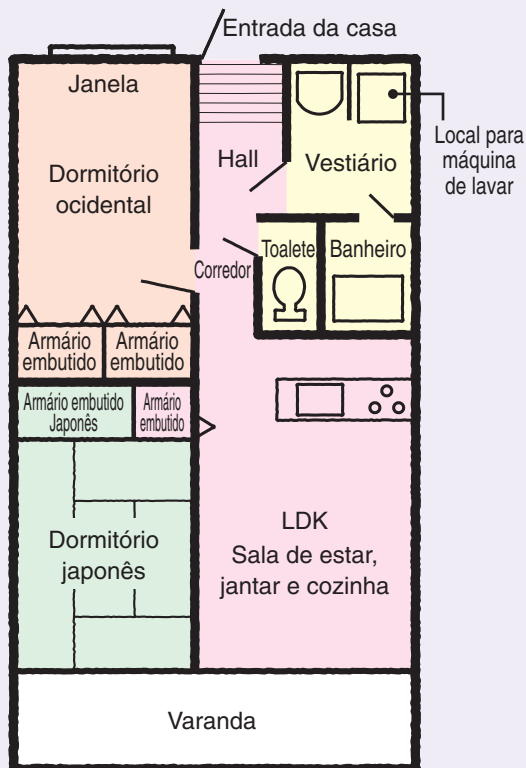 Entrada da casa
Janela
Hall
Vestiário
Local para
máquina
de lavar
Dormitório
ocidental
Corredor
Toalete
Banheiro
Armário
embutido
Armário
embutido
Armário embutido
Japonês
Armário
embutido
LDK
Sala de estar,
jantar e cozinha
Dormitório
japonês
Varanda